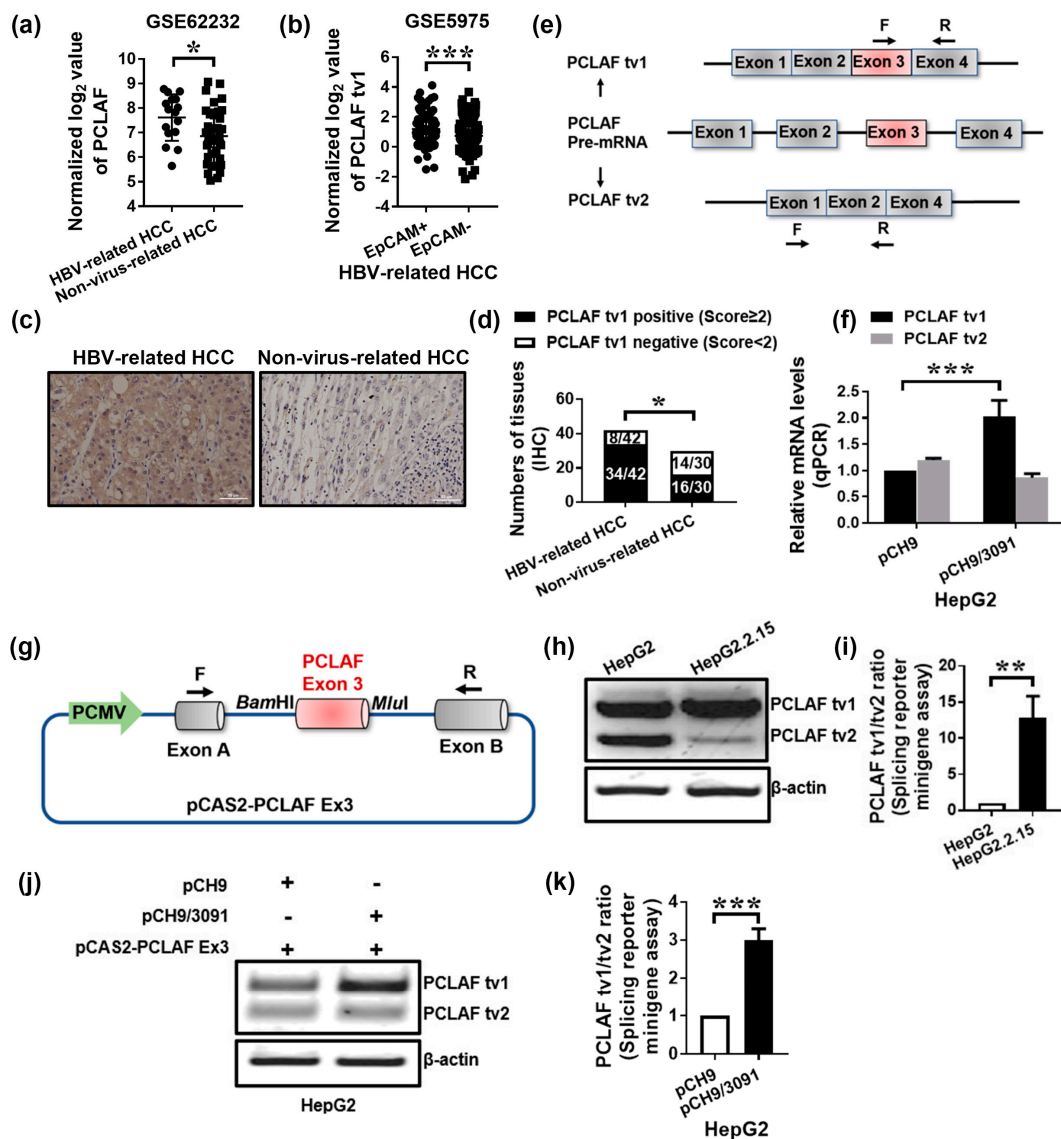 (a)
GSE62232
*
Normalized log2 value
of PCLAF
10
9
8
7
6
5
4
HBV-related HCC
Non-virus-related HCC
(b)
GSE5975
***
Normalized log2 value
of PCLAF tv1
6
4
2
0
-2
-4
EpCAM+
EpCAM-
HBV-related HCC
(e)
F
R
PCLAF tv1
Exon 1
Exon 2
Exon 3
Exon 4
PCLAF
Pre-mRNA
Exon 1
Exon 2
Exon 3
Exon 4
PCLAF tv2
Exon 1
Exon 2
Exon 4
F
R
(c)
HBV-related HCC
Non-virus-related HCC
(d)
PCLAF tv1 positive (Score≥2)
PCLAF tv1 negative (Score<2)
*
Numbers of tissues
(IHC)
60
40
20
0
8/42
34/42
14/30
16/30
HBV-related HCC
Non-virus-related HCC
(f)
PCLAF tv1
PCLAF tv2
***
Relative mRNA levels
(qPCR)
2.5
2.0
1.5
1.0
0.5
0.0
pCH9
pCH9/3091
HepG2
(g)
PCMV
F
Exon A
BamHI
PCLAF
Exon 3
MluI
R
Exon B
pCAS2-PCLAF Ex3
(h)
HepG2
HepG2.2.15
PCLAF tv1
PCLAF tv2
β-actin
(i)
**
PCLAF tv1/tv2 ratio
(Splicing reporter
minigene assay)
20
15
10
5
0
HepG2
HepG2.2.15
(j)
pCH9 + -
pCH9/3091 - +
pCAS2-PCLAF Ex3 + +
PCLAF tv1
PCLAF tv2
β-actin
HepG2
(k)
***
PCLAF tv1/tv2 ratio
(Splicing reporter
minigene assay)
4
3
2
1
0
pCH9
pCH9/3091
HepG2